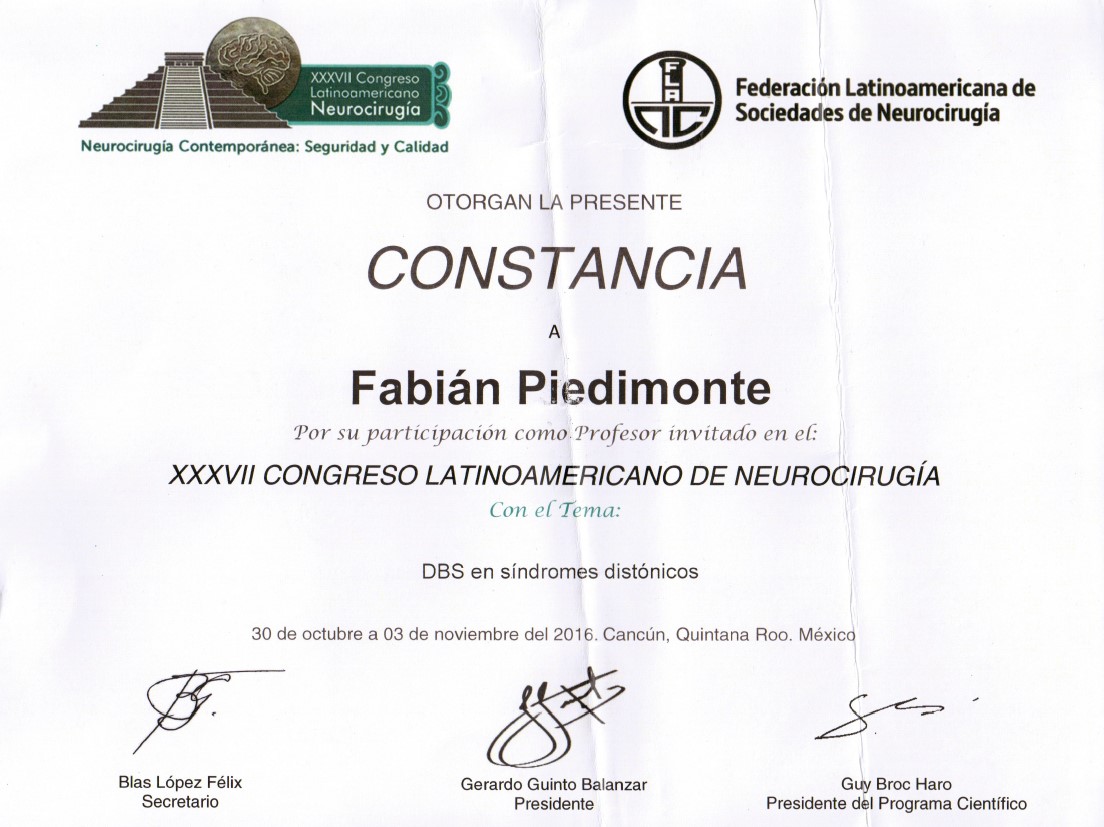 XXXVII Congreso
Latinoamericano
Neurocirugía
Neurocirugía Contemporánea: Seguridad y Calidad
FLANC
Federación Latinoamericana de
Sociedades de Neurocirugía
OTORGAN LA PRESENTE
CONSTANCIA
A
Fabián Piedimonte
Por su participación como Profesor invitado en el:
XXXVII CONGRESO LATINOAMERICANO DE NEUROCIRUGÍA
Con el Tema:
DBS en síndromes distónicos
30 de octubre a 03 de noviembre del 2016. Cancún, Quintana Roo. México
Blas López Félix
Secretario
Gerardo Guinto Balanzar
Presidente
Guy Broc Haro
Presidente del Programa Científico